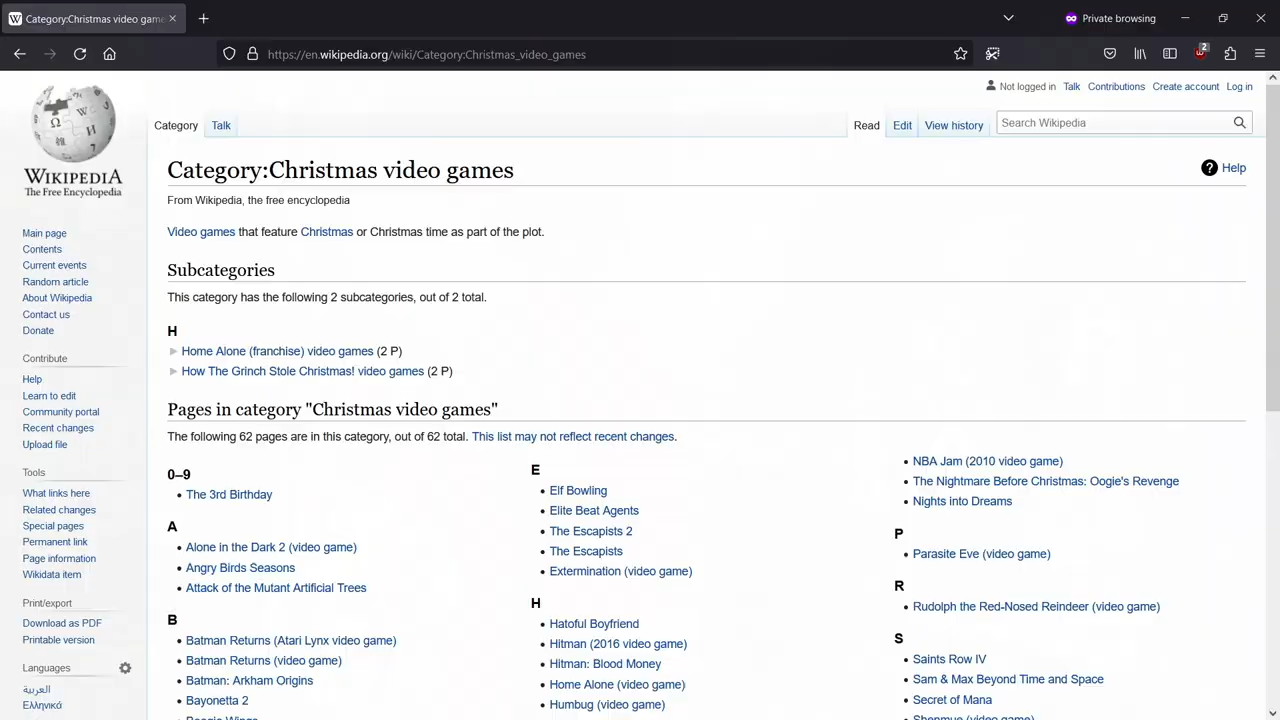 Category:Christmas video game
Private browsing
https://en.wikipedia.org/wiki/Category:Christmas_video_games
2
Not logged in Talk Contributions Create account Log in
Category Talk Read Edit View history Search Wikipedia
WIKIPEDIA
The Free Encyclopedia
Main page
Contents
Current events
Random article
About Wikipedia
Contact us
Donate
Contribute
Help
Learn to edit
Community portal
Recent changes
Upload file
Tools
What links here
Related changes
Special pages
Permanent link
Page information
Wikidata item
Print/export
Download as PDF
Printable version
Languages
العربية
Ελληνικά
Category:Christmas video games
Help
From Wikipedia, the free encyclopedia
Video games that feature Christmas or Christmas time as part of the plot.
Subcategories
This category has the following 2 subcategories, out of 2 total.
H
Home Alone (franchise) video games (2 P)
How The Grinch Stole Christmas! video games (2 P)
Pages in category "Christmas video games"
The following 62 pages are in this category, out of 62 total. This list may not reflect recent changes.
0–9
The 3rd Birthday
A
Alone in the Dark 2 (video game)
Angry Birds Seasons
Attack of the Mutant Artificial Trees
B
Batman Returns (Atari Lynx video game)
Batman Returns (video game)
Batman: Arkham Origins
Bayonetta 2
E
Elf Bowling
Elite Beat Agents
The Escapists 2
The Escapists
Extermination (video game)
H
Hatoful Boyfriend
Hitman (2016 video game)
Hitman: Blood Money
Home Alone (video game)
Humbug (video game)
NBA Jam (2010 video game)
The Nightmare Before Christmas: Oogie's Revenge
Nights into Dreams
P
Parasite Eve (video game)
R
Rudolph the Red-Nosed Reindeer (video game)
S
Saints Row IV
Sam & Max Beyond Time and Space
Secret of Mana
Shenmue (video game)